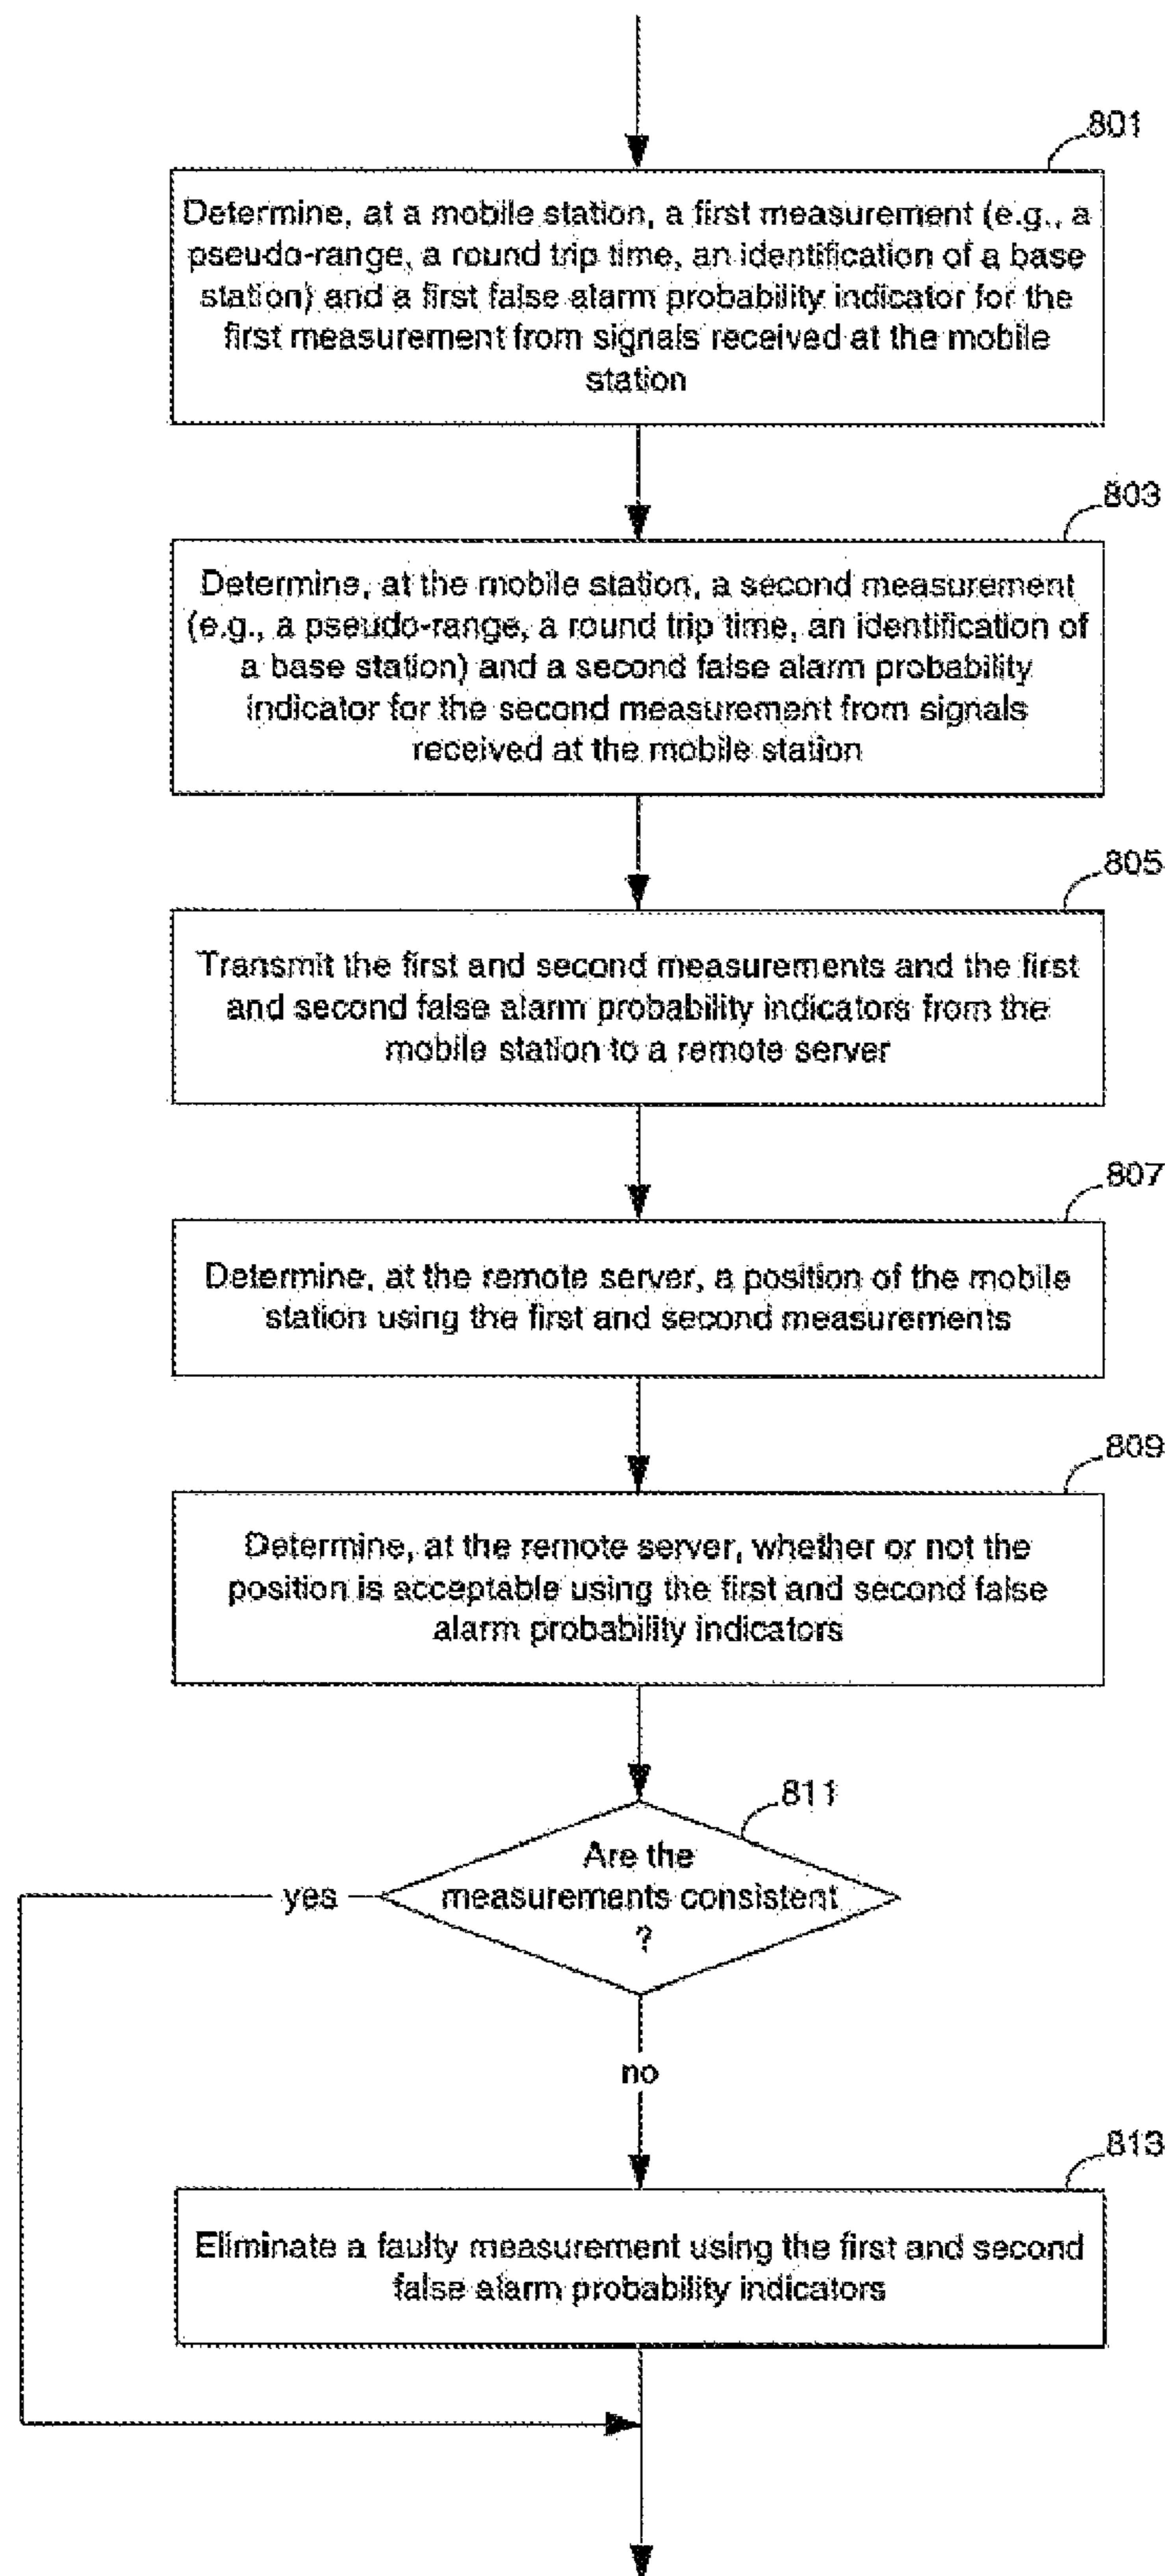 801
Determine, at a mobile station, a first measurement (e.g., a
pseudo-range, a round trip time, an identification of a base
station) and a first false alarm probability indicator for the
first measurement from signals received at the mobile
station
803
Determine, at the mobile station, a second measurement
(e.g., a pseudo-range, a round trip time, an identification of
a base station) and a second false alarm probability
indicator for the second measurement from signals
received at the mobile station
805
Transmit the first and second measurements and the first
and second false alarm probability indicators from the
mobile station to a remote server
807
Determine, at the remote server, a position of the mobile
station using the first and second measurements
809
Determine, at the remote server, whether or not the
position is acceptable using the first and second false
alarm probability indicators
811
Are the
measurements consistent
?
yes
no
813
Eliminate a faulty measurement using the first and second
false alarm probability indicators